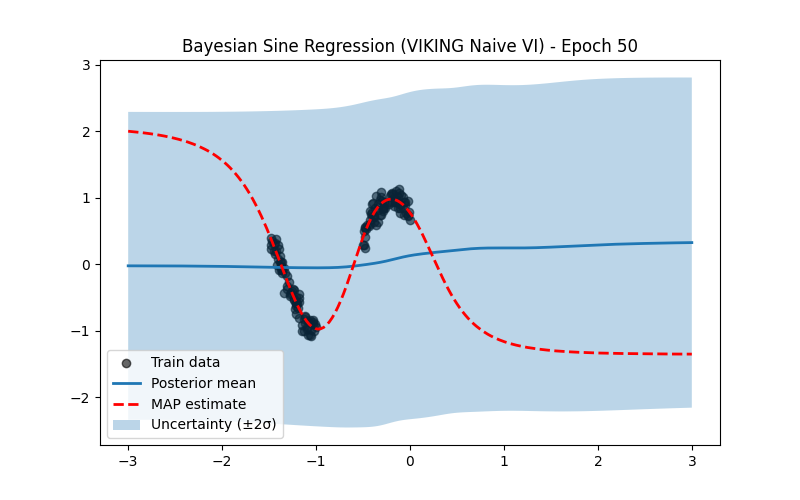 Bayesian Sine Regression (VIKING Naive VI) - Epoch 50
3
2
1
0
−1
−2
Train data
Posterior mean
MAP estimate
Uncertainty (±2σ)
−3 −2 −1 0 1 2 3